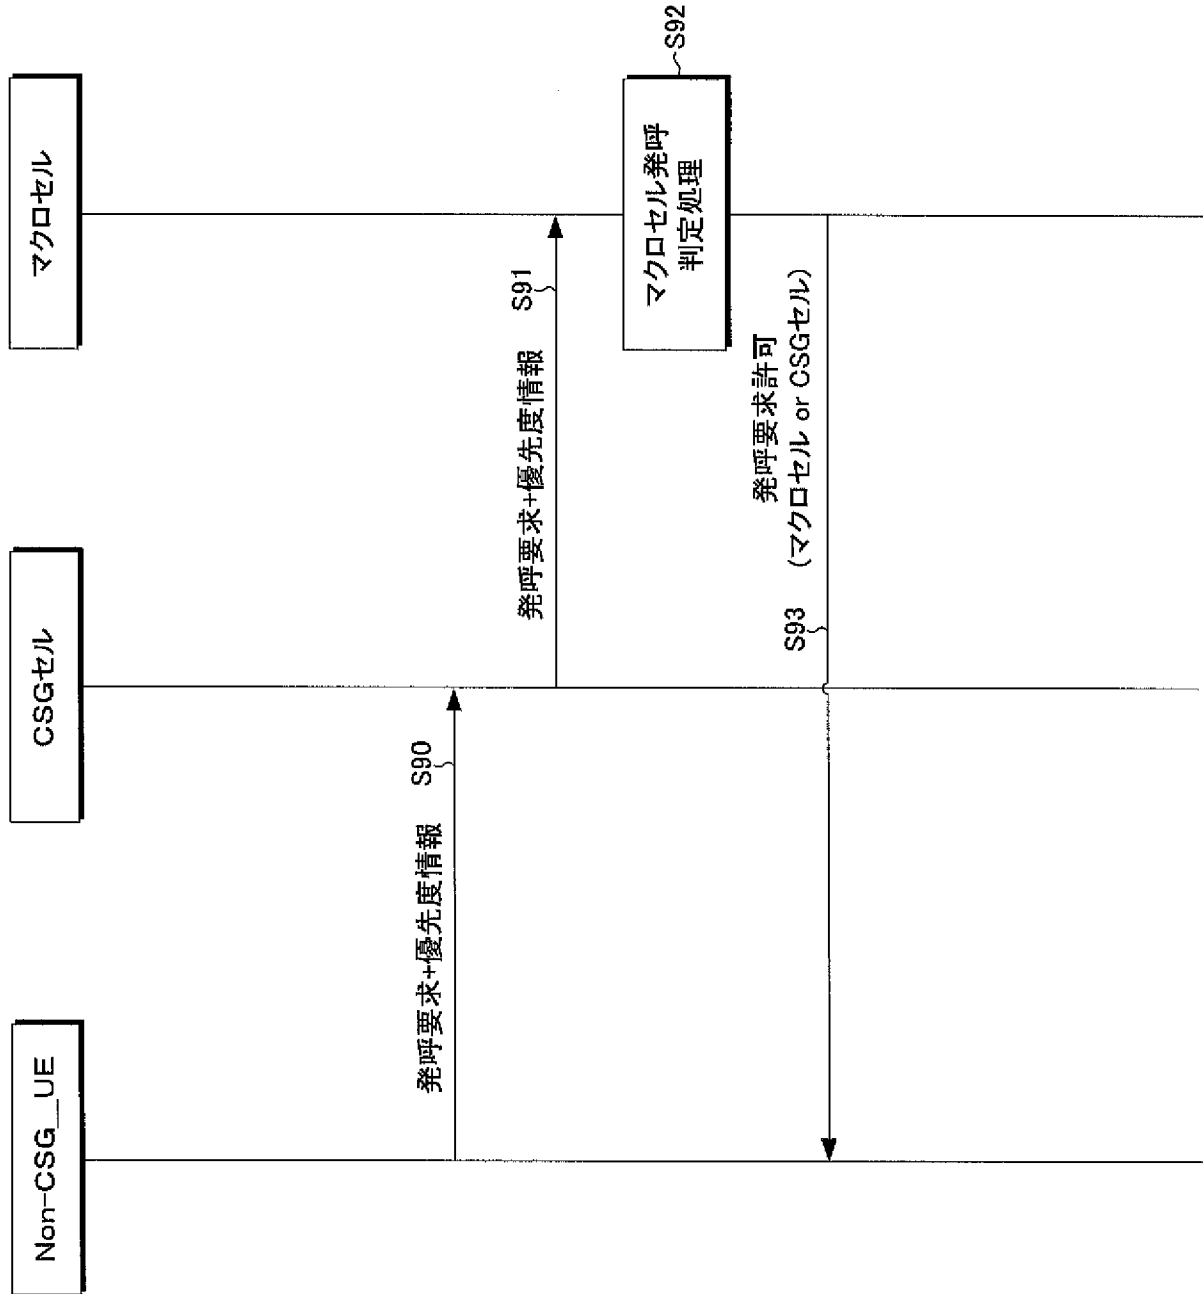 Non-CSG_UE
CSGセル
マクロセル
発呼要求+優先度情報
S90
発呼要求+優先度情報
S91
マクロセル発呼
判定処理
S92
発呼要求許可
(マクロセル or CSGセル)
S93